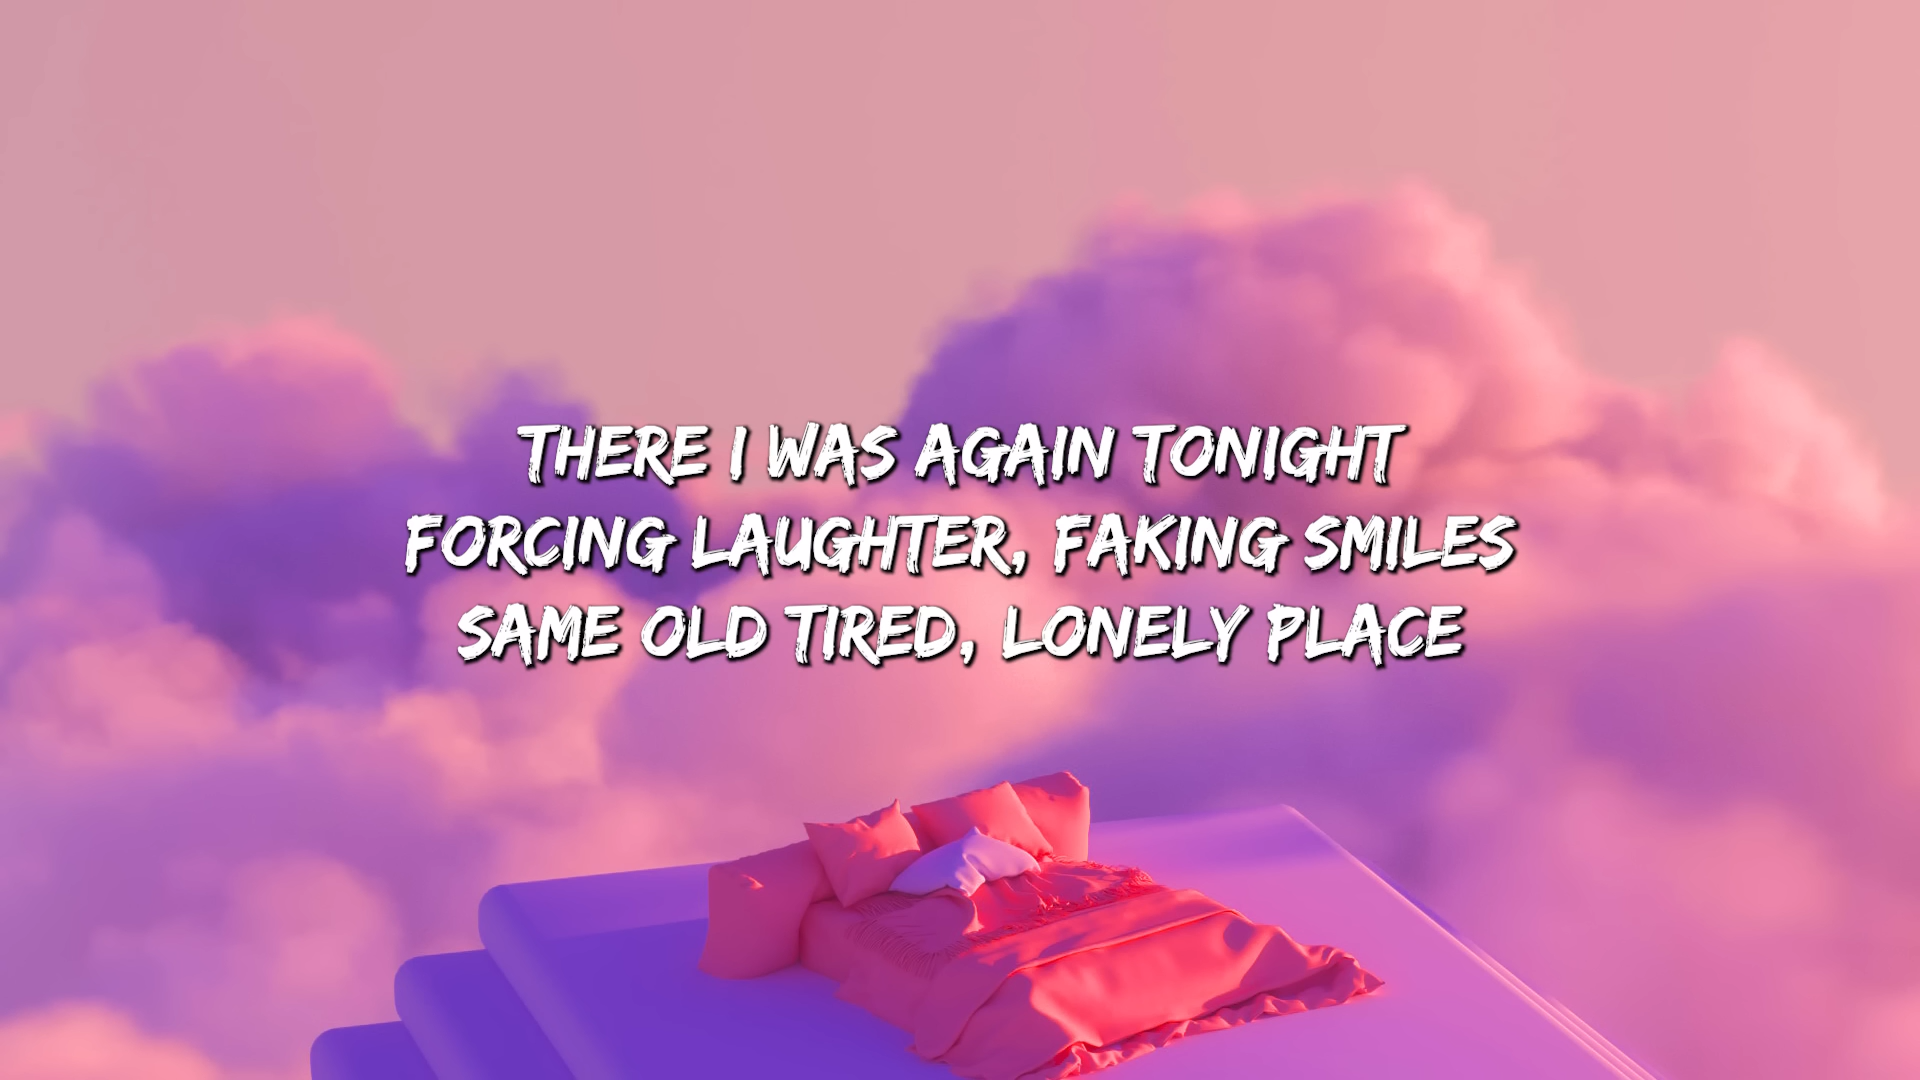 THERE I WAS AGAIN TONIGHT
FORCING LAUGHTER, FAKING SMILES
SAME OLD TIRED, LONELY PLACE